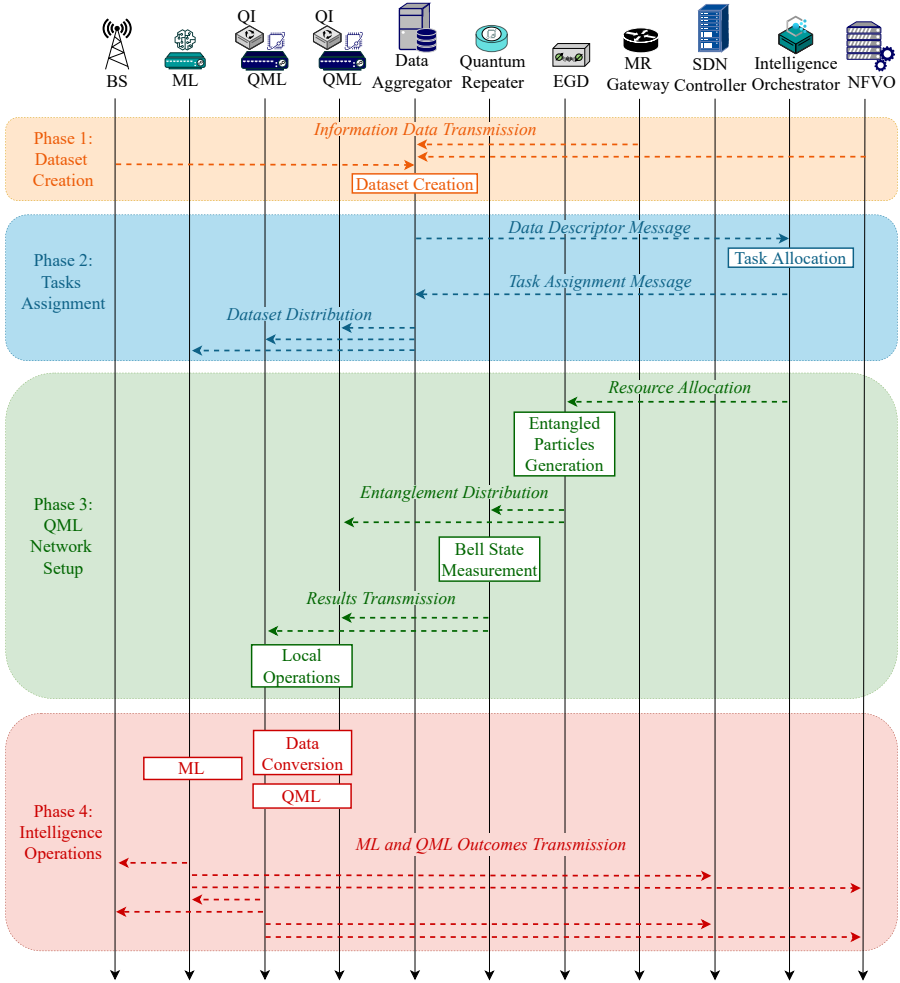 QI
QI
BS
ML
QML
QML
Data
Aggregator
Quantum
Repeater
EGD
MR
Gateway
SDN
Controller
Intelligence
Orchestrator
NFVO
Phase 1:
Dataset
Creation
Information Data Transmission
Dataset Creation
Phase 2:
Tasks
Assignment
Data Descriptor Message
Task Allocation
Task Assignment Message
Dataset Distribution
Phase 3:
QML
Network
Setup
Resource Allocation
Entangled
Particles
Generation
Entanglement Distribution
Bell State
Measurement
Results Transmission
Local
Operations
Phase 4:
Intelligence
Operations
Data
Conversion
ML
QML
ML and QML Outcomes Transmission